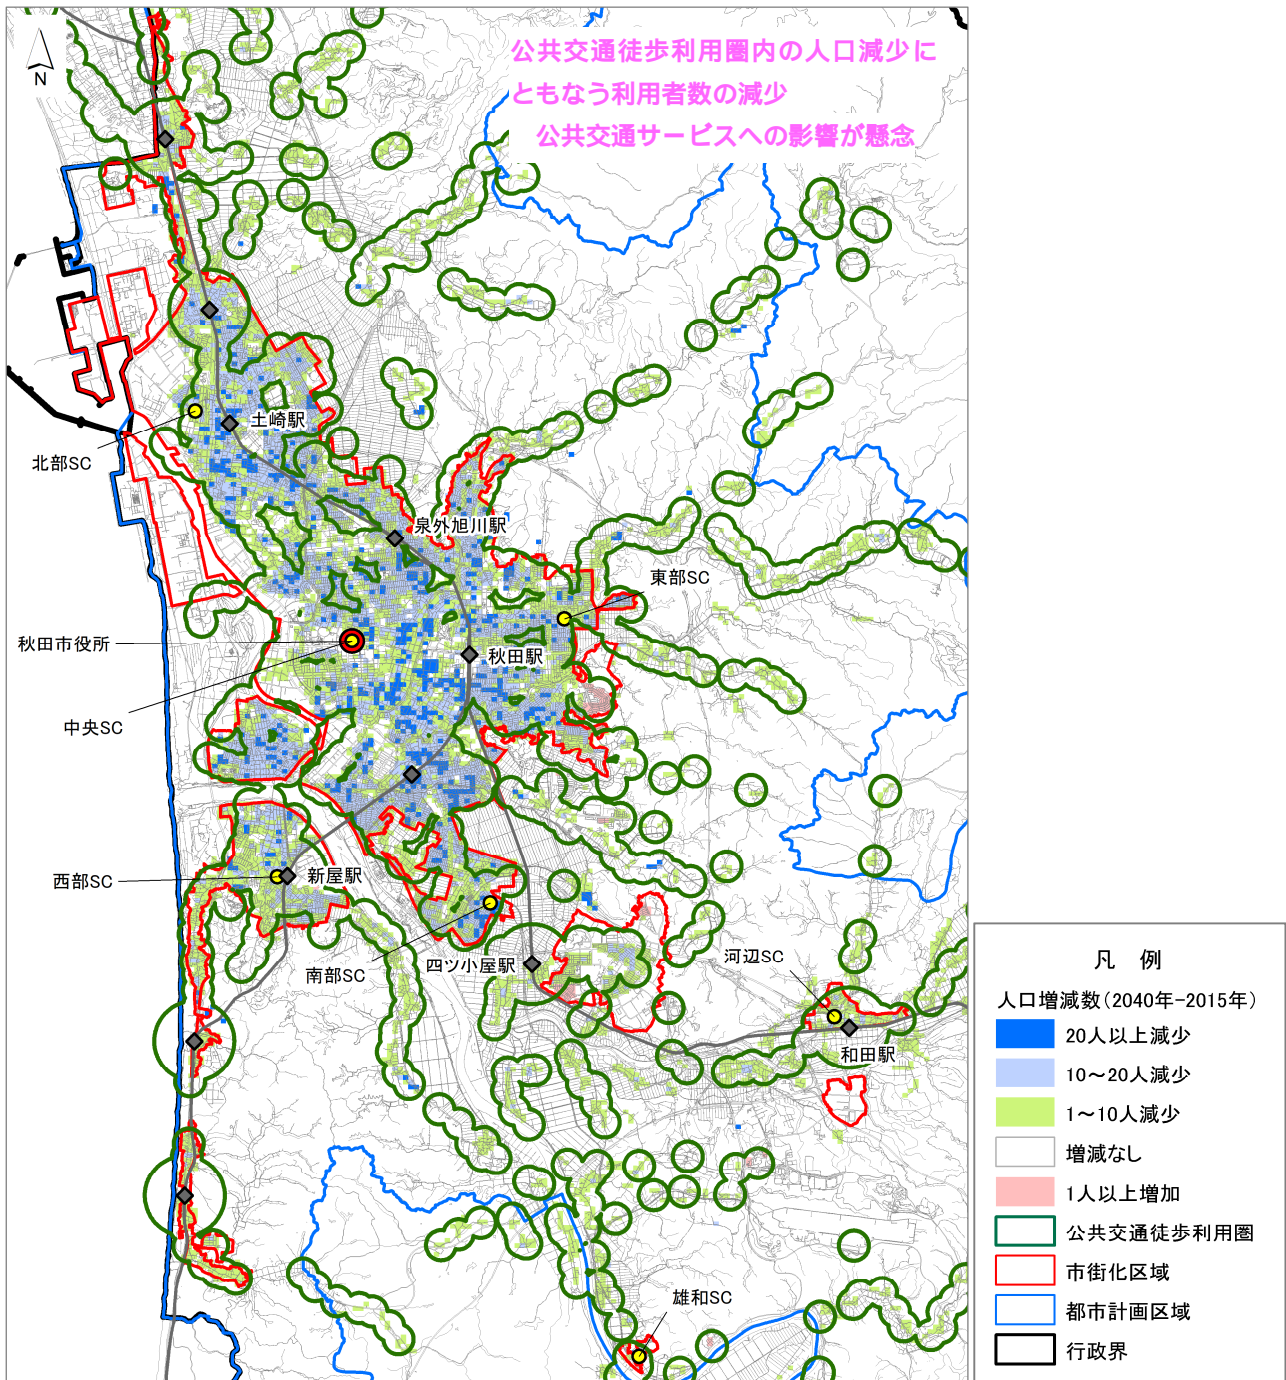 公共交通徒歩利用圏内の人口減少に
ともなう利用者数の減少
公共交通サービスへの影響が懸念
N
土崎駅
北部SC
泉外旭川駅
東部SC
秋田市役所
秋田駅
中央SC
西部SC
新屋駅
南部SC
四ツ小屋駅
河辺SC
和田駅
雄和SC
凡 例
人口増減数(2040年-2015年)
20人以上減少
10~20人減少
1~10人減少
増減なし
1人以上増加
公共交通徒歩利用圏
市街化区域
都市計画区域
行政界